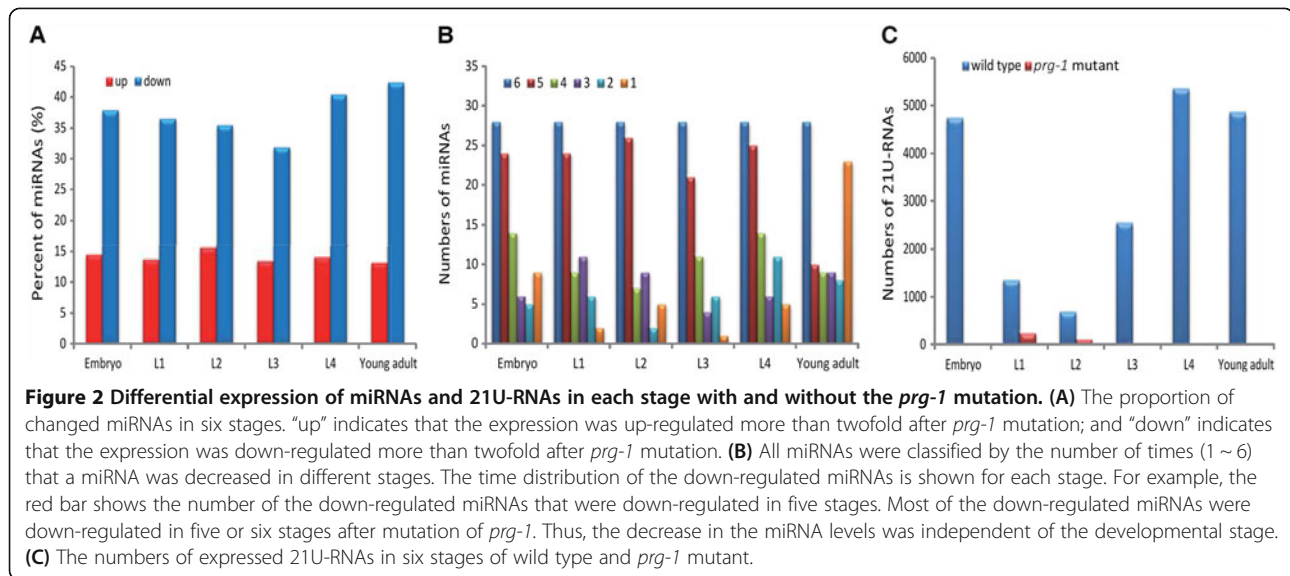 A
45
40
35
30
25
20
15
10
5
0
Percent of miRNAs (%)
up down
Embryo L1 L2 L3 L4 Young adult
B
35
30
25
20
15
10
5
0
Numbers of miRNAs
6 5 4 3 2 1
Embryo L1 L2 L3 L4 Young adult
C
6000
5000
4000
3000
2000
1000
0
Numbers of 21U-RNAs
wild type prg-1 mutant
Embryo L1 L2 L3 L4 Young adult
Figure 2 Differential expression of miRNAs and 21U-RNAs in each stage with and without the prg-1 mutation. (A) The proportion of
changed miRNAs in six stages. “up” indicates that the expression was up-regulated more than twofold after prg-1 mutation; and “down” indicates
that the expression was down-regulated more than twofold after prg-1 mutation. (B) All miRNAs were classified by the number of times (1 ~ 6)
that a miRNA was decreased in different stages. The time distribution of the down-regulated miRNAs is shown for each stage. For example, the
red bar shows the number of the down-regulated miRNAs that were down-regulated in five stages. Most of the down-regulated miRNAs were
down-regulated in five or six stages after mutation of prg-1. Thus, the decrease in the miRNA levels was independent of the developmental stage.
(C) The numbers of expressed 21U-RNAs in six stages of wild type and prg-1 mutant.